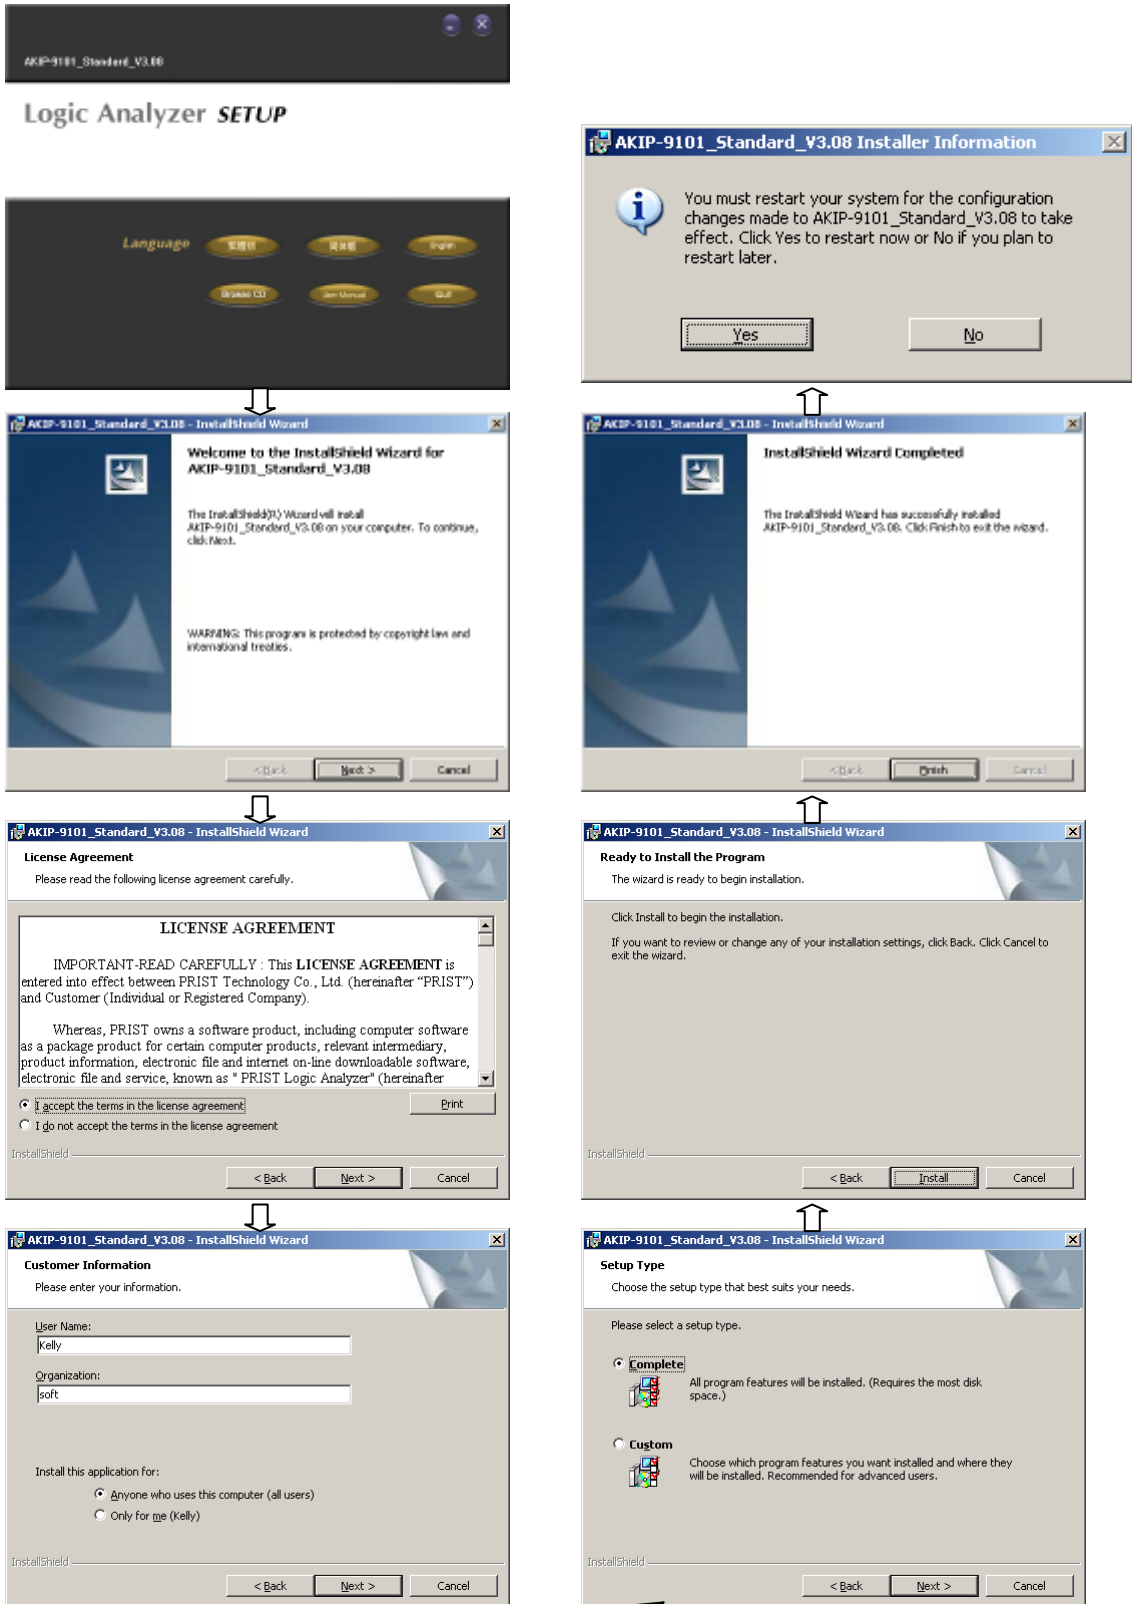 AKIP-9101_Standard_V3.08
Logic Analyzer SETUP
Language
繁體版
简体版
English
Browse CD
User Manual
Quit
AKIP-9101_Standard_V3.08 - InstallShield Wizard
Welcome to the InstallShield Wizard for
AKIP-9101_Standard_V3.08
The InstallShield(R) Wizard will install
AKIP-9101_Standard_V3.08 on your computer. To continue,
click Next.
WARNING: This program is protected by copyright law and
international treaties.
< Back
Next >
Cancel
AKIP-9101_Standard_V3.08 - InstallShield Wizard
License Agreement
Please read the following license agreement carefully.
LICENSE AGREEMENT
IMPORTANT-READ CAREFULLY : This LICENSE AGREEMENT is
entered into effect between PRIST Technology Co., Ltd. (hereinafter “PRIST”)
and Customer (Individual or Registered Company).
Whereas, PRIST owns a software product, including computer software
as a package product for certain computer products, relevant intermediary,
product information, electronic file and internet on-line downloadable software,
electronic file and service, known as " PRIST Logic Analyzer" (hereinafter
I accept the terms in the license agreement
Print
I do not accept the terms in the license agreement
InstallShield
< Back
Next >
Cancel
AKIP-9101_Standard_V3.08 - InstallShield Wizard
Customer Information
Please enter your information.
User Name:
Kelly
Organization:
soft
Install this application for:
Anyone who uses this computer (all users)
Only for me (Kelly)
InstallShield
< Back
Next >
Cancel
AKIP-9101_Standard_V3.08 Installer Information
You must restart your system for the configuration
changes made to AKIP-9101_Standard_V3.08 to take
effect. Click Yes to restart now or No if you plan to
restart later.
Yes
No
AKIP-9101_Standard_V3.08 - InstallShield Wizard
InstallShield Wizard Completed
The InstallShield Wizard has successfully installed
AKIP-9101_Standard_V3.08. Click Finish to exit the wizard.
< Back
Finish
Cancel
AKIP-9101_Standard_V3.08 - InstallShield Wizard
Ready to Install the Program
The wizard is ready to begin installation.
Click Install to begin the installation.
If you want to review or change any of your installation settings, click Back. Click Cancel to
exit the wizard.
InstallShield
< Back
Install
Cancel
AKIP-9101_Standard_V3.08 - InstallShield Wizard
Setup Type
Choose the setup type that best suits your needs.
Please select a setup type.
Complete
All program features will be installed. (Requires the most disk
space.)
Custom
Choose which program features you want installed and where they
will be installed. Recommended for advanced users.
InstallShield
< Back
Next >
Cancel